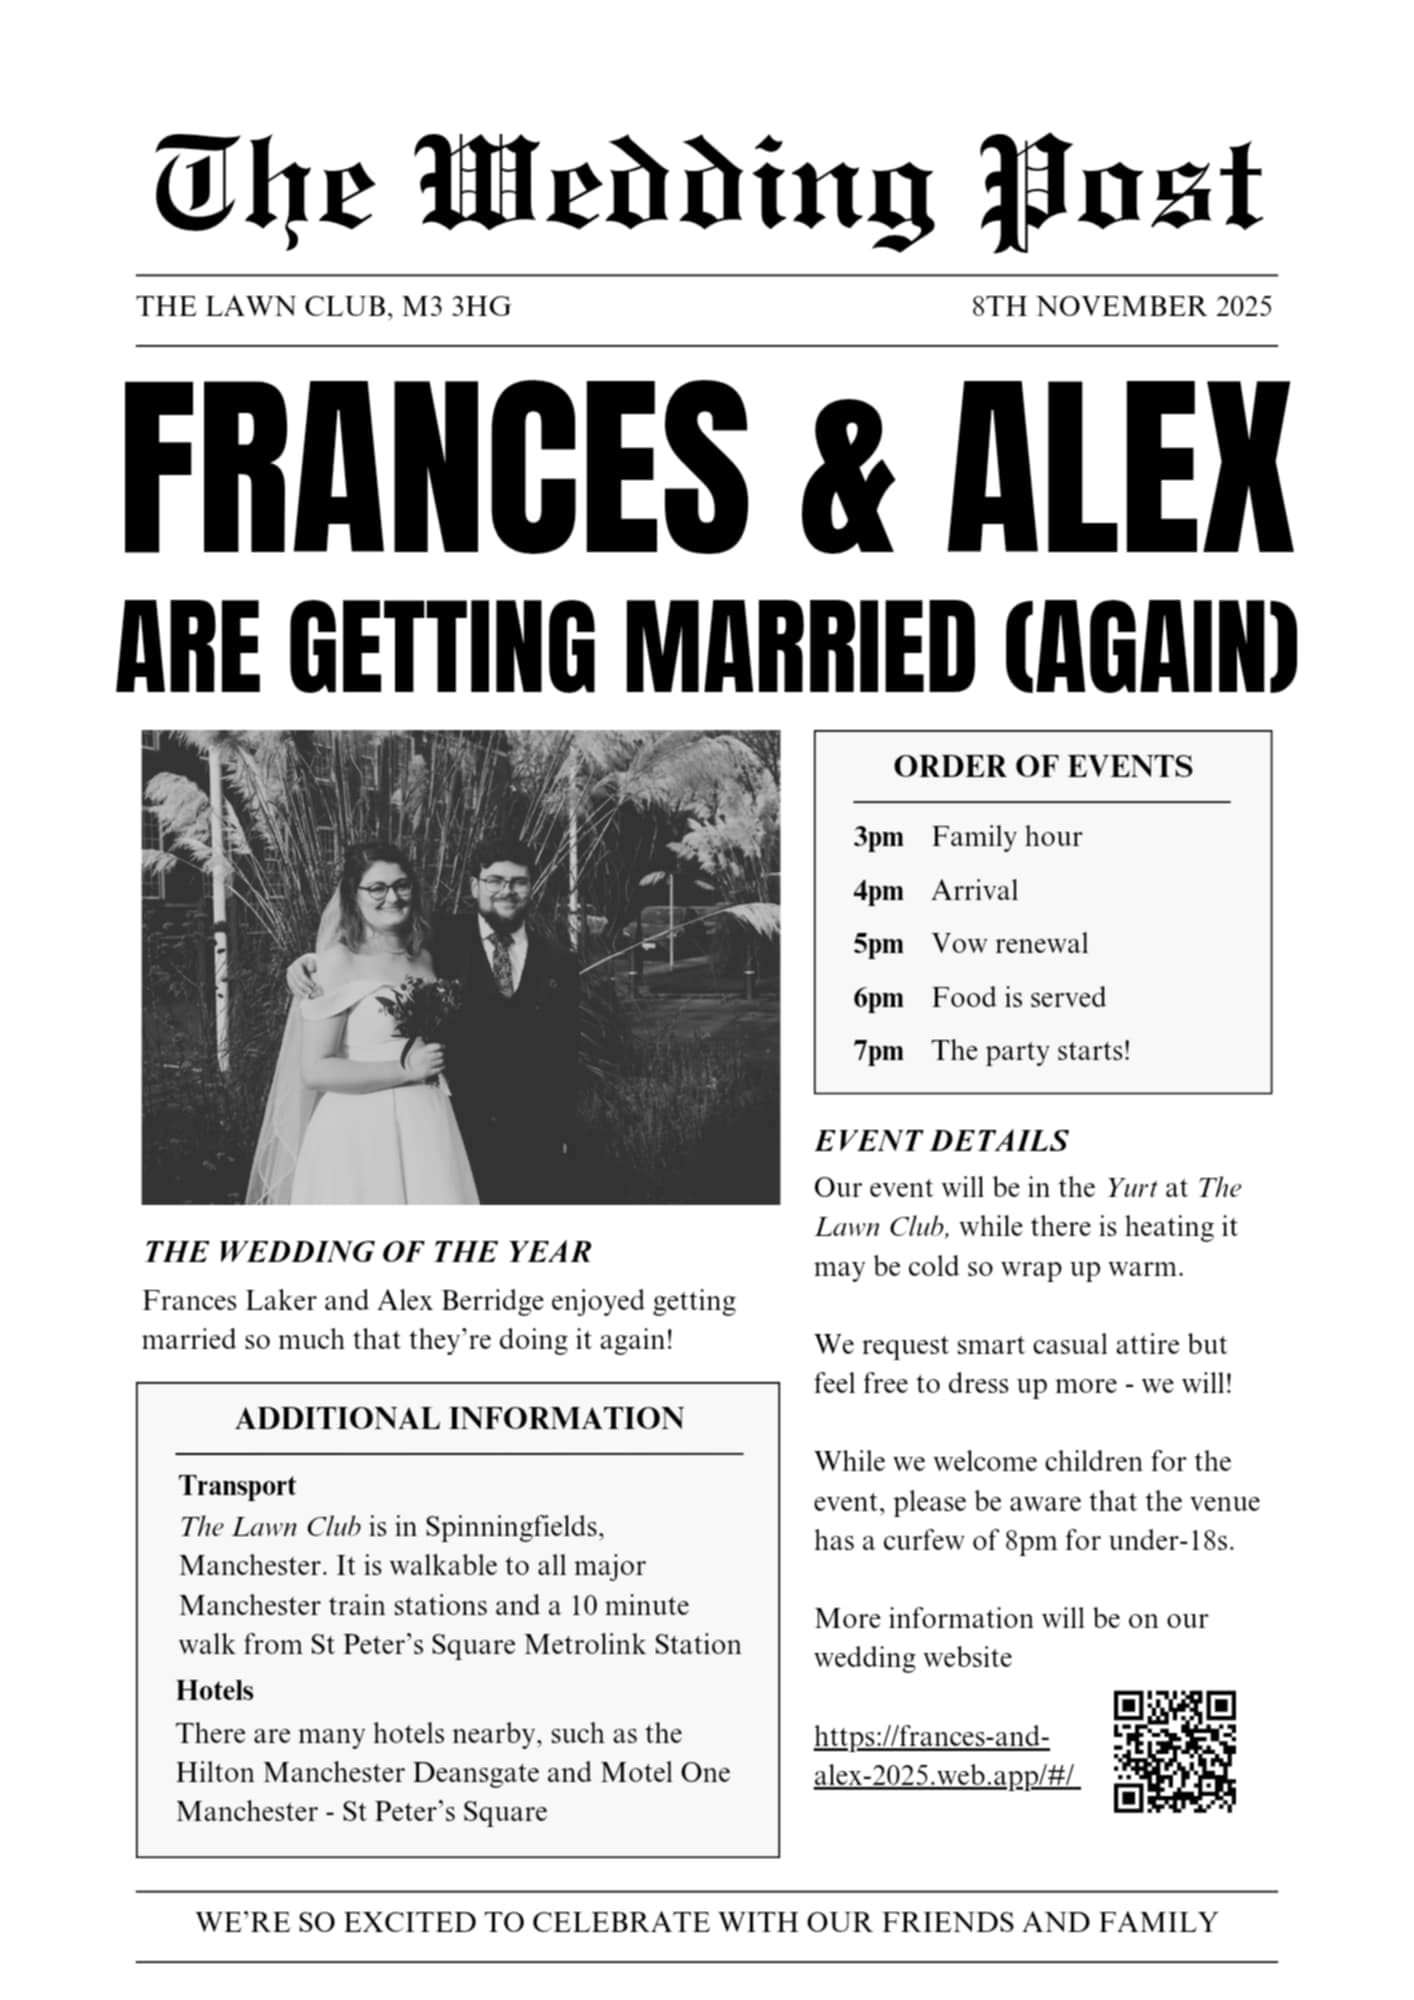 The Wedding Post
THE LAWN CLUB, M3 3HG
8TH NOVEMBER 2025
FRANCES & ALEX
ARE GETTING MARRIED (AGAIN)
THE WEDDING OF THE YEAR
Frances Laker and Alex Berridge enjoyed getting
married so much that they’re doing it again!
ADDITIONAL INFORMATION
Transport
The Lawn Club is in Spinningfields,
Manchester. It is walkable to all major
Manchester train stations and a 10 minute
walk from St Peter’s Square Metrolink Station
Hotels
There are many hotels nearby, such as the
Hilton Manchester Deansgate and Motel One
Manchester - St Peter’s Square
ORDER OF EVENTS
3pm Family hour
4pm Arrival
5pm Vow renewal
6pm Food is served
7pm The party starts!
EVENT DETAILS
Our event will be in the Yurt at The
Lawn Club, while there is heating it
may be cold so wrap up warm.
We request smart casual attire but
feel free to dress up more - we will!
While we welcome children for the
event, please be aware that the venue
has a curfew of 8pm for under-18s.
More information will be on our
wedding website
https://frances-and-
alex-2025.web.app/#/
WE’RE SO EXCITED TO CELEBRATE WITH OUR FRIENDS AND FAMILY